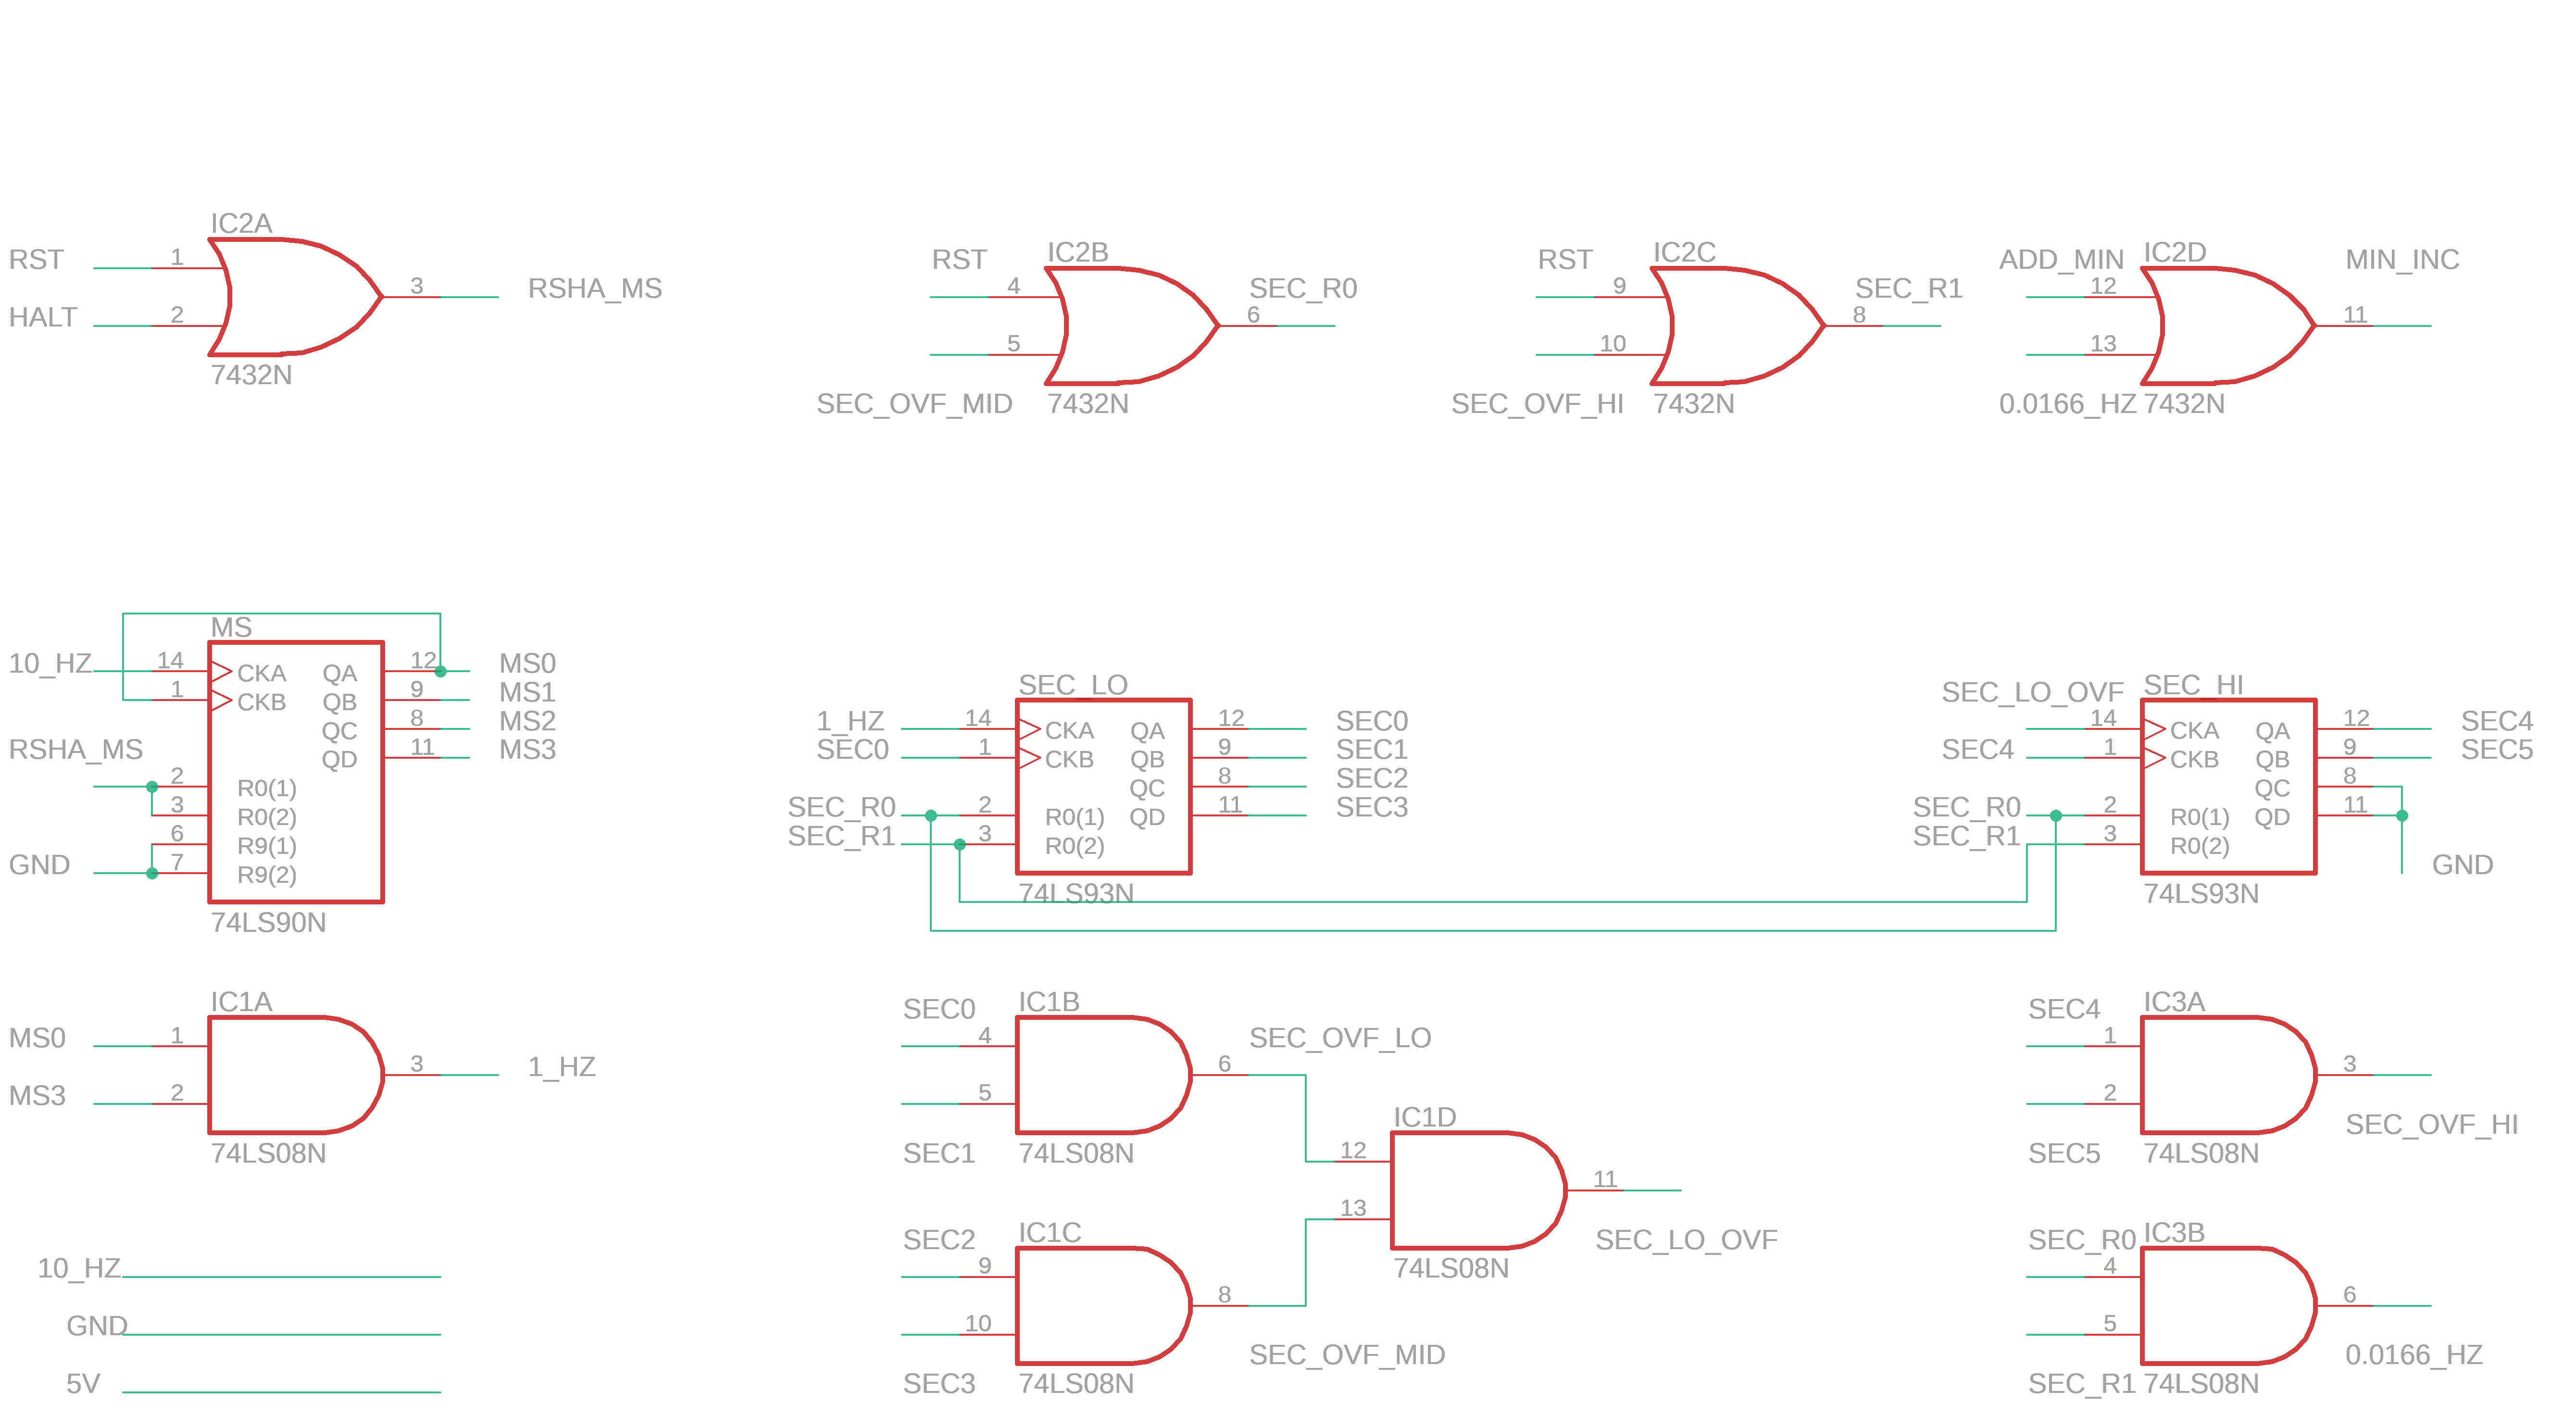 IC2A
RST 1
3 RSHA_MS
HALT 2
7432N
IC2B
RST
4
SEC_R0
6
5
SEC_OVF_MID 7432N
IC2C
RST
9
SEC_R1
8
10
SEC_OVF_HI 7432N
IC2D
ADD_MIN
12
MIN_INC
11
13
0.0166_HZ 7432N
MS
10_HZ 14 CKA QA 12 MS0
1 CKB QB 9 MS1
QC 8 MS2
RSHA_MS QD 11 MS3
2 R0(1)
3 R0(2)
6 R9(1)
GND 7 R9(2)
74LS90N
SEC_LO
1_HZ 14 CKA QA 12 SEC0
SEC0 1 CKB QB 9 SEC1
QC 8 SEC2
SEC_R0 2 R0(1) QD 11 SEC3
SEC_R1 3 R0(2)
74LS93N
SEC_LO_OVF SEC_HI
14 CKA QA 12 SEC4
SEC4 1 CKB QB 9 SEC5
QC 8
SEC_R0 2 R0(1) QD 11
SEC_R1 3 R0(2)
GND
74LS93N
IC1A
MS0 1
3 1_HZ
MS3 2
74LS08N
SEC0 IC1B
4 SEC_OVF_LO
6
5
SEC1 74LS08N
IC1D
12
11
13
SEC_LO_OVF
74LS08N
SEC2 IC1C
9
8
10
SEC_OVF_MID
SEC3 74LS08N
SEC4 IC3A
1
3
2
SEC_OVF_HI
SEC5 74LS08N
SEC_R0 IC3B
4
6
5
0.0166_HZ
SEC_R1 74LS08N
10_HZ
GND
5V